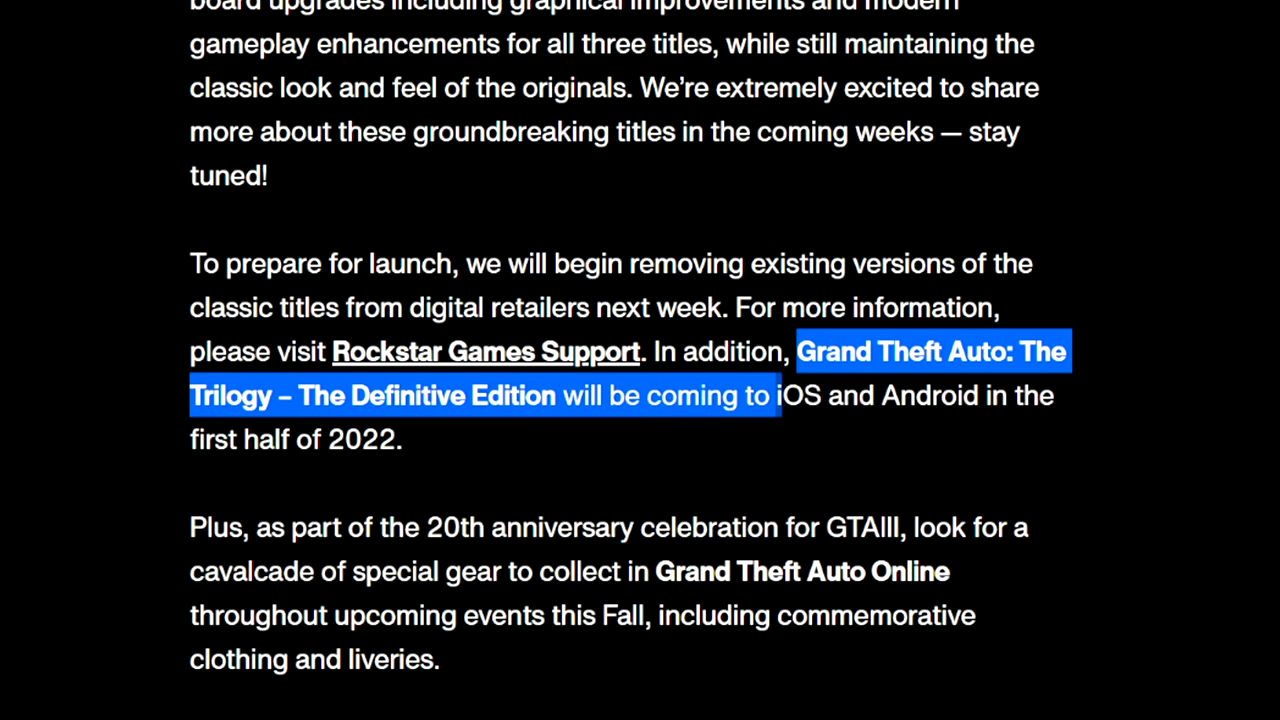 board upgrades including graphical improvements and modern
gameplay enhancements for all three titles, while still maintaining the
classic look and feel of the originals. We’re extremely excited to share
more about these groundbreaking titles in the coming weeks — stay
tuned!
To prepare for launch, we will begin removing existing versions of the
classic titles from digital retailers next week. For more information,
please visit Rockstar Games Support. In addition, Grand Theft Auto: The
Trilogy – The Definitive Edition will be coming to iOS and Android in the
first half of 2022.
Plus, as part of the 20th anniversary celebration for GTAIII, look for a
cavalcade of special gear to collect in Grand Theft Auto Online
throughout upcoming events this Fall, including commemorative
clothing and liveries.